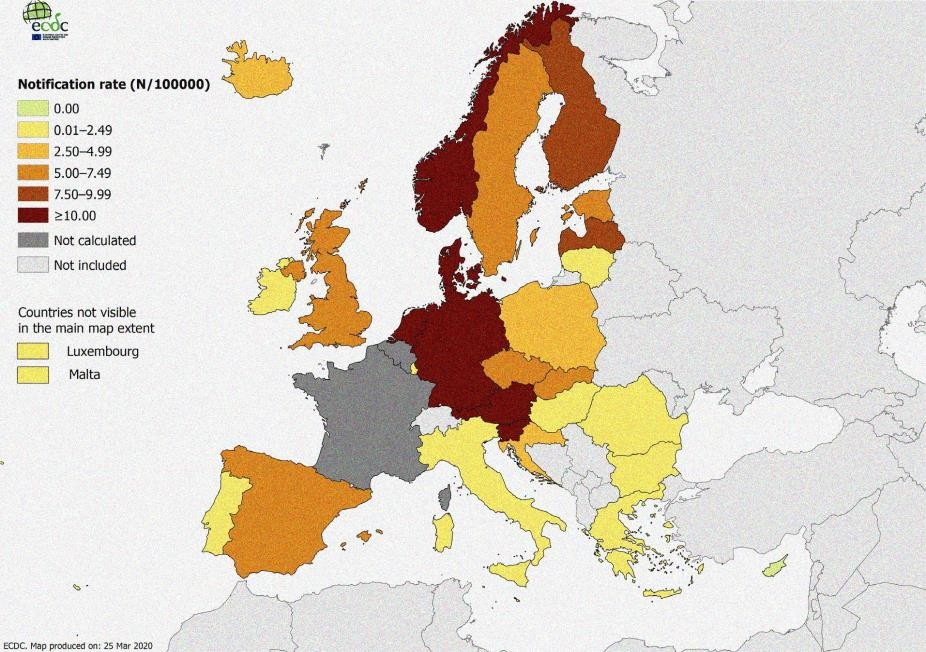 ecdc
Notification rate (N/100000)
0.00
0.01–2.49
2.50–4.99
5.00–7.49
7.50–9.99
≥10.00
Not calculated
Not included
Countries not visible
in the main map extent
Luxembourg
Malta
ECDC. Map produced on: 25 Mar 2020